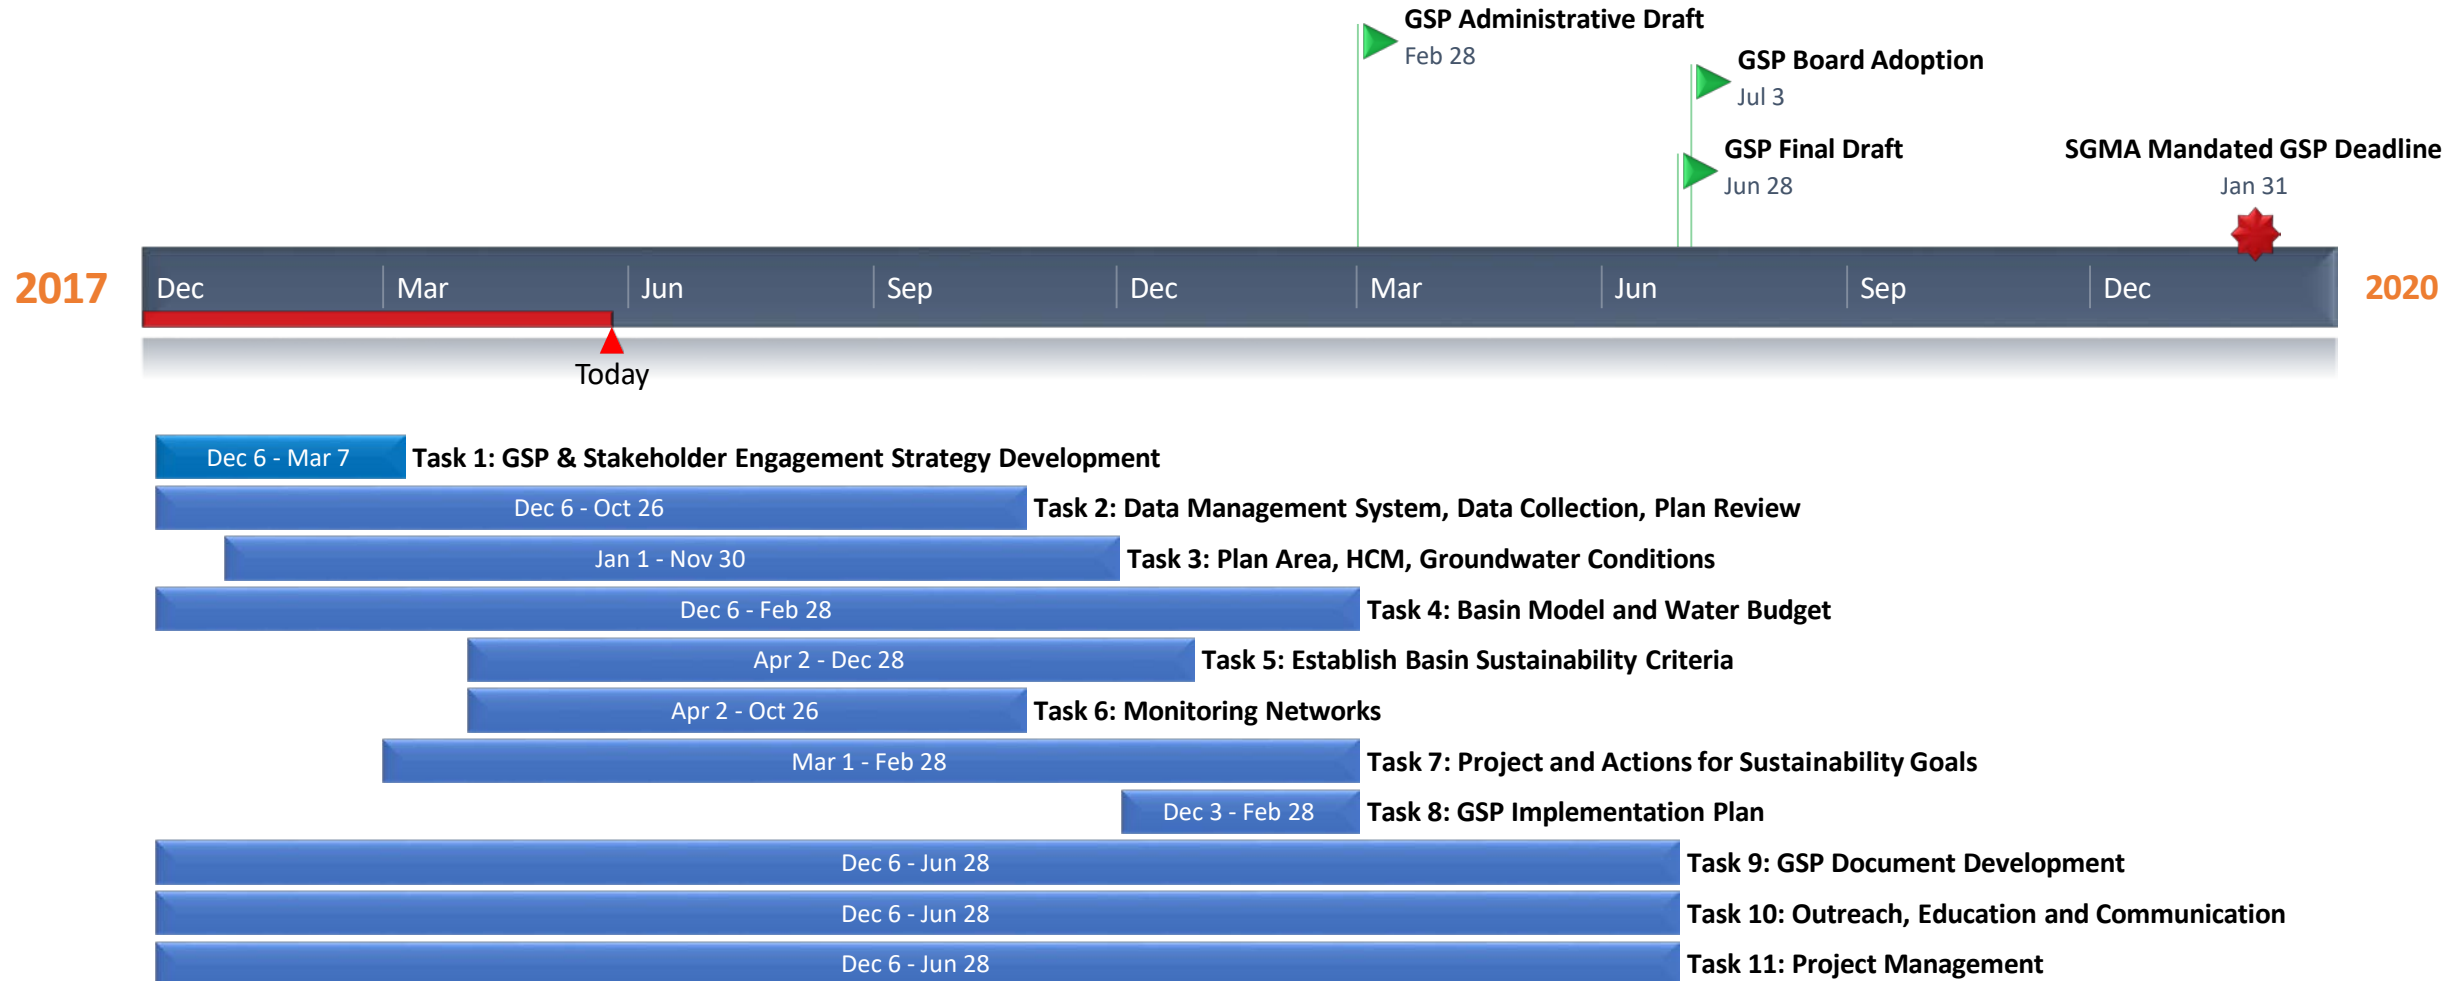 GSP Administrative Draft
Feb 28
GSP Board Adoption
Jul 3
GSP Final Draft
Jun 28
SGMA Mandated GSP Deadline
Jan 31
2017 Dec Mar Jun Sep Dec Mar Jun Sep Dec 2020
Today
Dec 6 - Mar 7 Task 1: GSP & Stakeholder Engagement Strategy Development
Dec 6 - Oct 26 Task 2: Data Management System, Data Collection, Plan Review
Jan 1 - Nov 30 Task 3: Plan Area, HCM, Groundwater Conditions
Dec 6 - Feb 28 Task 4: Basin Model and Water Budget
Apr 2 - Dec 28 Task 5: Establish Basin Sustainability Criteria
Apr 2 - Oct 26 Task 6: Monitoring Networks
Mar 1 - Feb 28 Task 7: Project and Actions for Sustainability Goals
Dec 3 - Feb 28 Task 8: GSP Implementation Plan
Dec 6 - Jun 28 Task 9: GSP Document Development
Dec 6 - Jun 28 Task 10: Outreach, Education and Communication
Dec 6 - Jun 28 Task 11: Project Management